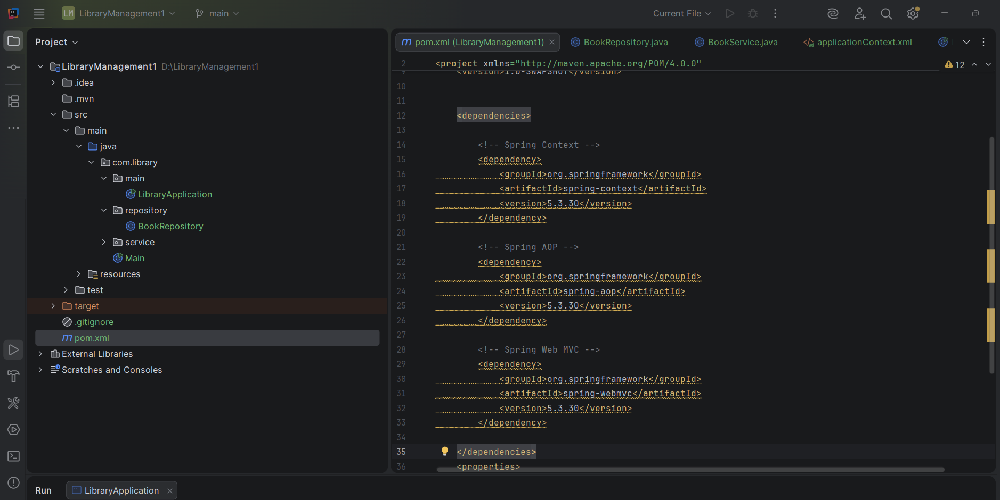 LM LibraryManagement1
main
Current File
Project
LibraryManagement1 D:\LibraryManagement1
.idea
.mvn
src
main
java
com.library
main
LibraryApplication
repository
BookRepository
service
Main
resources
test
target
.gitignore
pom.xml
External Libraries
Scratches and Consoles
pom.xml (LibraryManagement1)
BookRepository.java
BookService.java
applicationContext.xml
2 <project xmlns="http://maven.apache.org/POM/4.0.0"
12
9 <version>1.0-SNAPSHOT</version>
10
11
12 <dependencies>
13
14 <!-- Spring Context -->
15 <dependency>
16 <groupId>org.springframework</groupId>
17 <artifactId>spring-context</artifactId>
18 <version>5.3.30</version>
19 </dependency>
20
21 <!-- Spring AOP -->
22 <dependency>
23 <groupId>org.springframework</groupId>
24 <artifactId>spring-aop</artifactId>
25 <version>5.3.30</version>
26 </dependency>
27
28 <!-- Spring Web MVC -->
29 <dependency>
30 <groupId>org.springframework</groupId>
31 <artifactId>spring-webmvc</artifactId>
32 <version>5.3.30</version>
33 </dependency>
34
35 </dependencies>
36 <properties>
Run
LibraryApplication